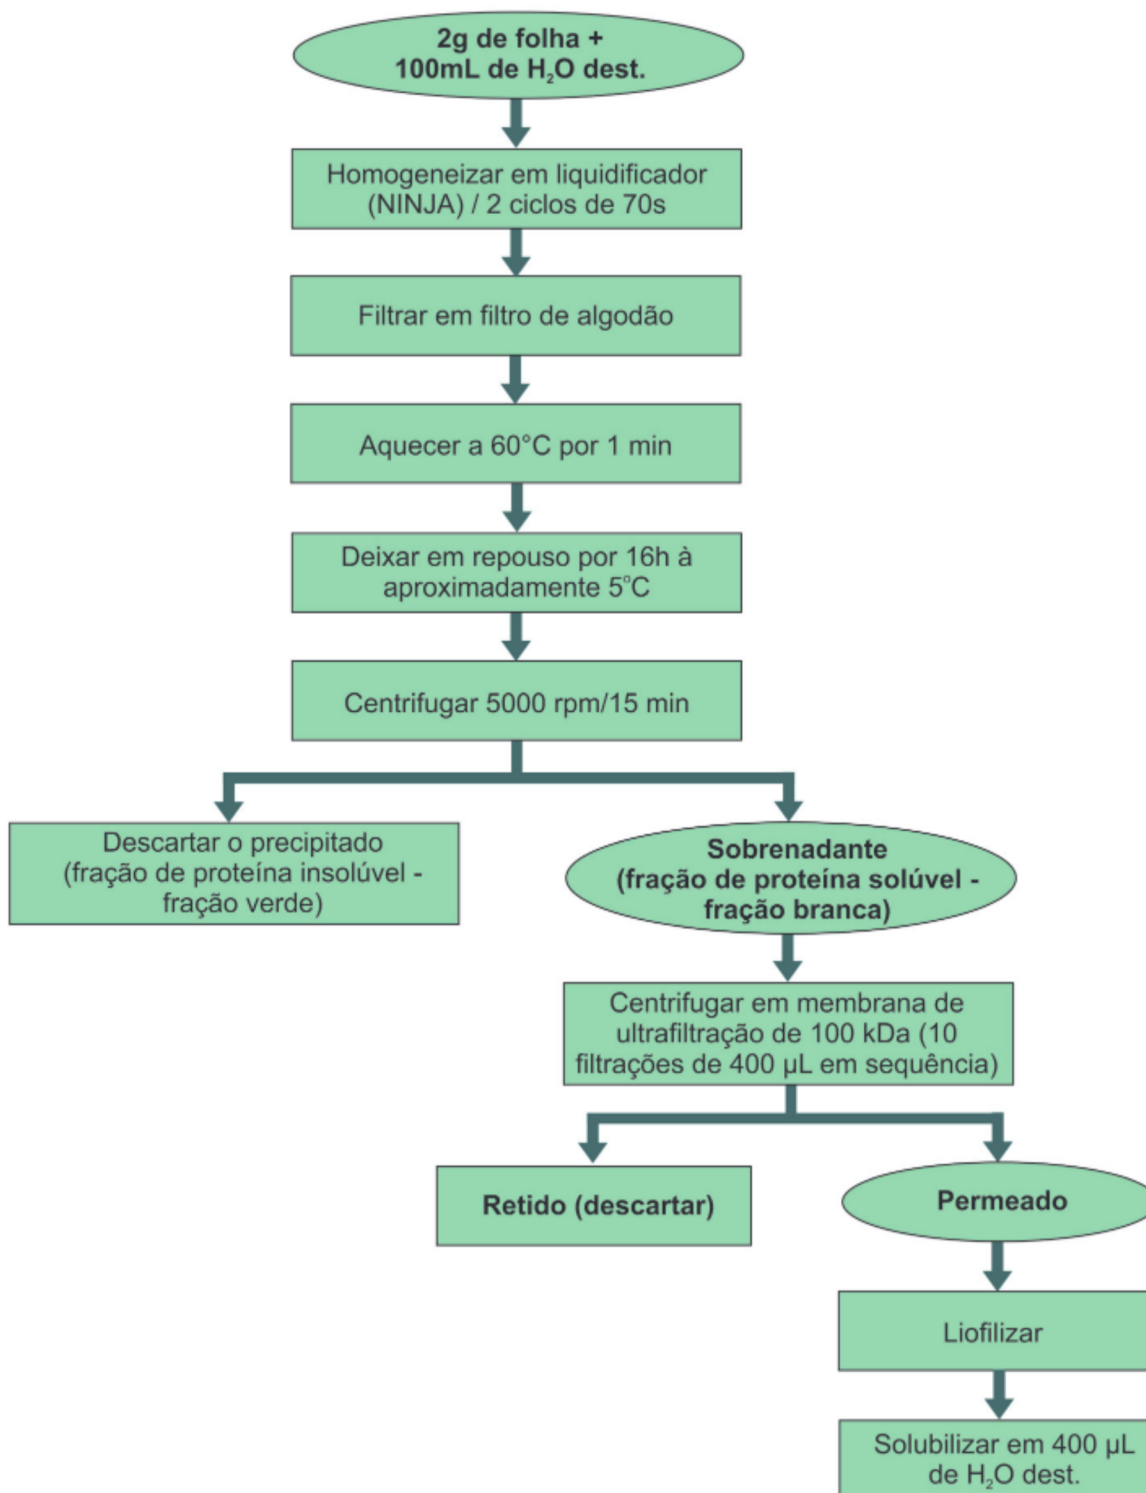 2g de folha +
100mL de H₂O dest.
Homogeneizar em liquidificador
(NINJA) / 2 ciclos de 70s
Filtrar em filtro de algodão
Aquecer a 60°C por 1 min
Deixar em repouso por 16h à
aproximadamente 5°C
Centrifugar 5000 rpm/15 min
Descartar o precipitado
(fração de proteína insolúvel -
fração verde)
Sobrenadante
(fração de proteína solúvel -
fração branca)
Centrifugar em membrana de
ultrafiltração de 100 kDa (10
filtrações de 400 µL em sequência)
Retido (descartar)
Permeado
Liofilizar
Solubilizar em 400 µL
de H₂O dest.